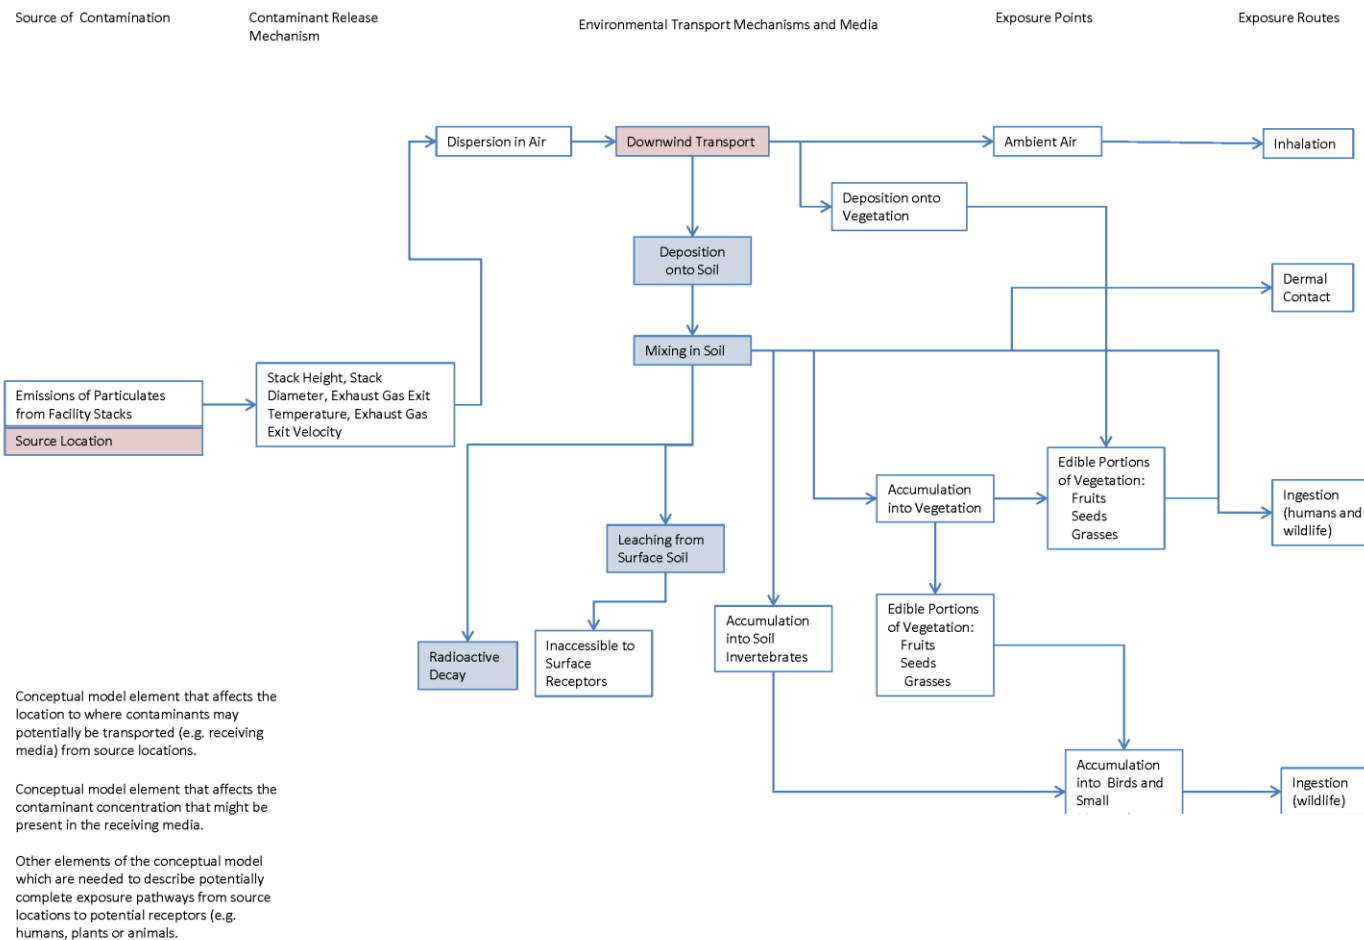 Source of  Contamination
Contaminant Release
Mechanism
Environmental Transport Mechanisms and Media
Exposure Points
Exposure Routes
Dispersion in Air
Downwind Transport
Ambient Air
Inhalation
Deposition onto
Vegetation
Deposition
onto Soil
Dermal
Contact
Mixing in Soil
Emissions of Particulates
from Facility Stacks
Source Location
Stack Height, Stack
Diameter, Exhaust Gas Exit
Temperature, Exhaust Gas
Exit Velocity
Accumulation
into Vegetation
Edible Portions
of Vegetation:
Fruits
Seeds
Grasses
Ingestion
(humans and
wildlife)
Leaching from
Surface Soil
Radioactive
Decay
Inaccessible to
Surface
Receptors
Accumulation
into Soil
Invertebrates
Edible Portions
of Vegetation:
Fruits
Seeds
Grasses
Accumulation
into  Birds and
Small
Ingestion
(wildlife)
Conceptual model element that affects the
location to where contaminants may
potentially be transported (e.g. receiving
media) from source locations.
Conceptual model element that affects the
contaminant concentration that might be
present in the receiving media.
Other elements of the conceptual model
which are needed to describe potentially
complete exposure pathways from source
locations to potential receptors (e.g.
humans, plants or animals.